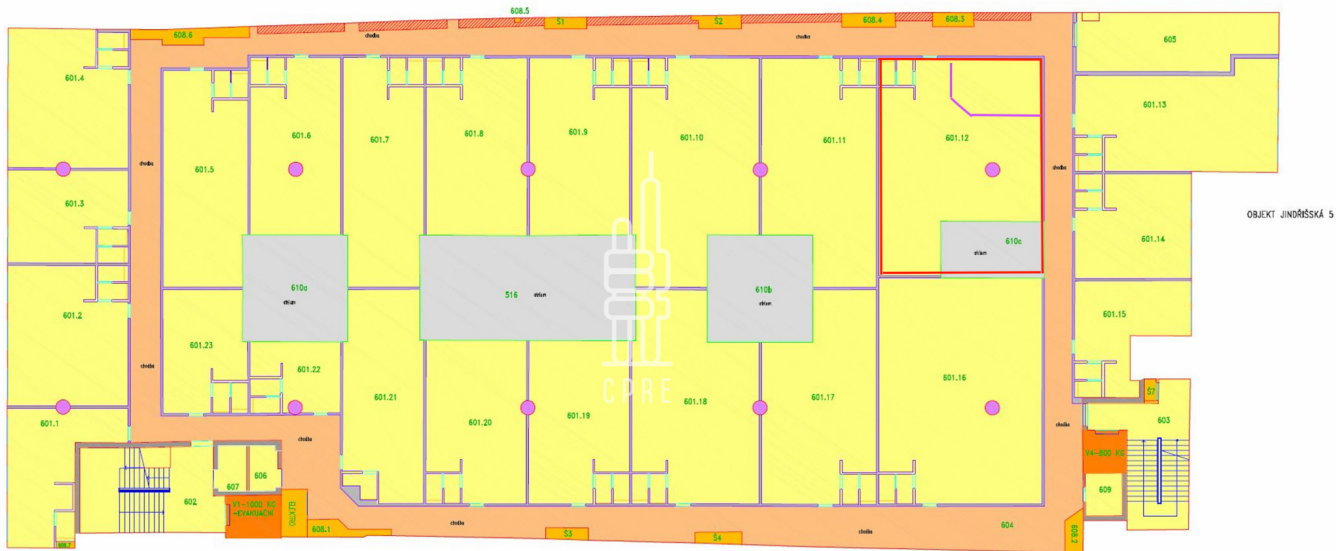 608.5
608.6
chodba
S1
S2
chodba
608.4
608.3
605
601.4
601.5
601.6
601.7
601.8
601.9
601.10
601.11
601.12
601.13
chodba
chodba
601.3
601.14
OBJEKT JINDŘIŠSKÁ 5
610c
atrium
601.2
610a
atrium
516
atrium
610b
atrium
601.15
chodba
601.23
601.22
601.21
601.20
601.19
601.18
601.17
601.16
CPRE
S7
601.1
chodba
chodba
603
V4-800 KG
606
607
609
602
V1-1000 KG
-EVAKUAČNÍ
OBJEKTO
608.1
chodba
S3
S4
chodba
604
608.2
608.7